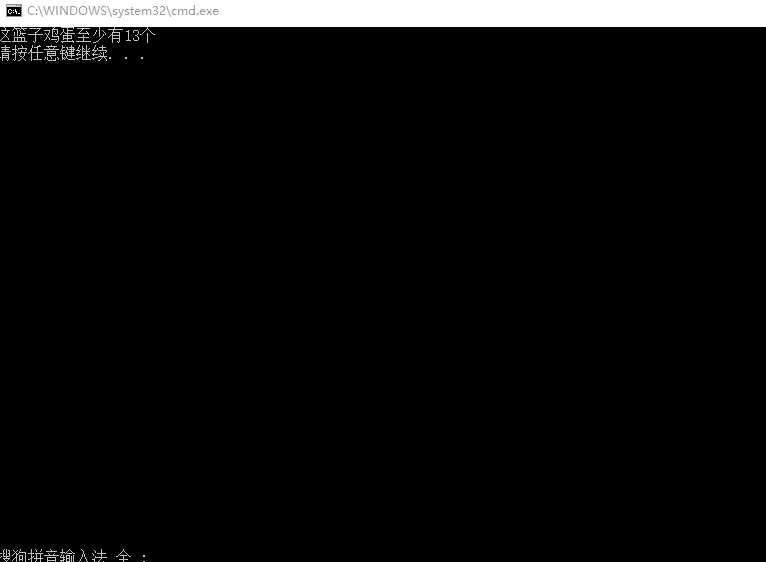 C:\WINDOWS\system32\cmd.exe
这篮子鸡蛋至少有13个
请按任意键继续. . .
搜狗拼音输入法 全 :